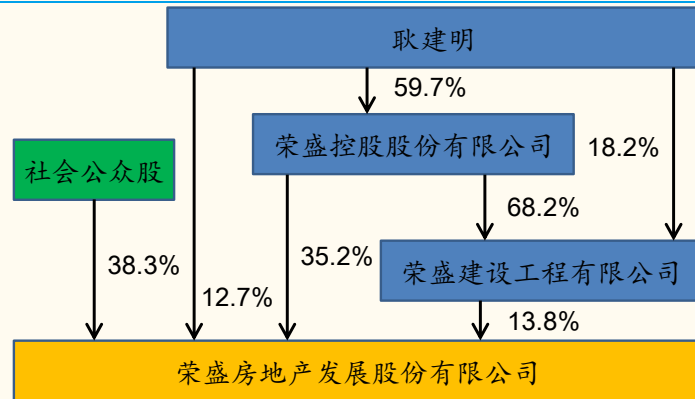 耿建明
59.7%
荣盛控股股份有限公司
18.2%
社会公众股
68.2%
38.3%
35.2%
荣盛建设工程有限公司
12.7%
13.8%
荣盛房地产发展股份有限公司